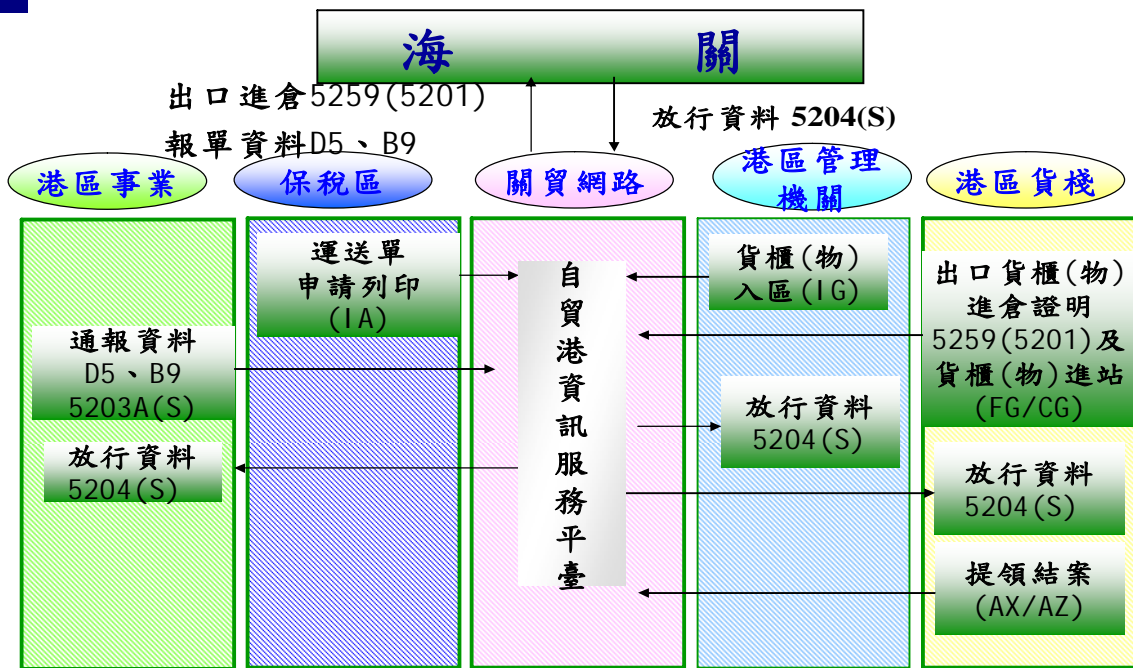 海 關
出口進倉5259(5201)
報單資料D5、B9
放行資料 5204(S)
港區事業
保稅區
關貿網路
港區管理
機關
港區貨棧
運送單
申請列印
(IA)
通報資料
D5、B9
5203A(S)
放行資料
5204(S)
自
貿
港
資
訊
服
務
平
臺
貨櫃(物)
入區(IG)
放行資料
5204(S)
出口貨櫃(物)
進倉證明
5259(5201)及
貨櫃(物)進站
(FG/CG)
放行資料
5204(S)
提領結案
(AX/AZ)